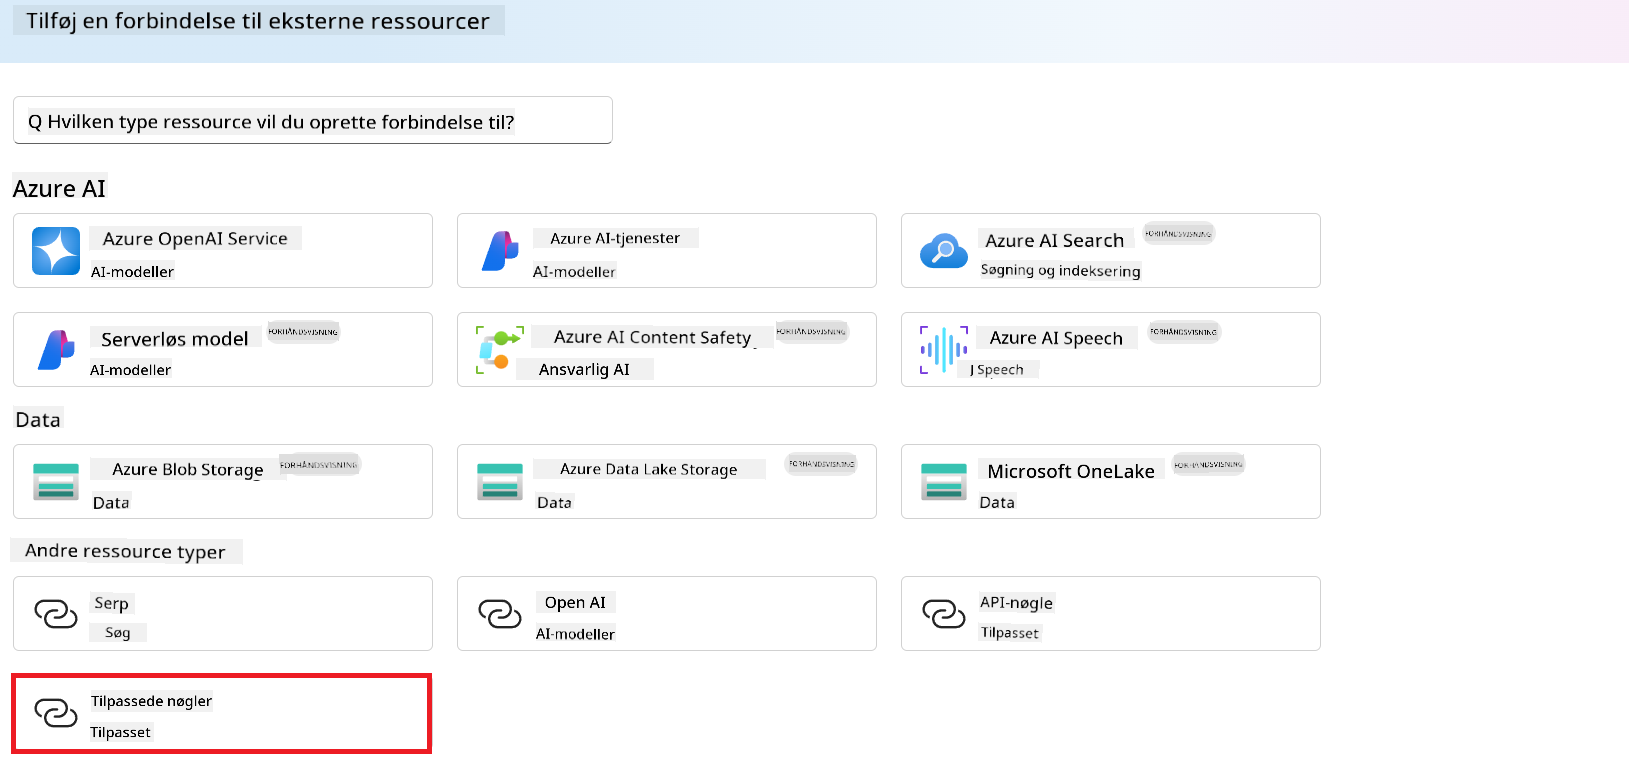 Tilføj en forbindelse til eksterne ressourcer
Q Hvilken type ressource vil du oprette forbindelse til?
Azure AI
Azure OpenAI Service
AI-modeller
Azure AI-tjenester
AI-modeller
Azure AI Search FORHÅNDSVISNING
Søgning og indeksering
Serverløs model FORHÅNDSVISNING
AI-modeller
Azure AI Content Safety FORHÅNDSVISNING
Ansvarlig AI
Azure AI Speech FORHÅNDSVISNING
J Speech
Data
Azure Blob Storage FORHÅNDSVISNING
Data
Azure Data Lake Storage FORHÅNDSVISNING
Data
Microsoft OneLake FORHÅNDSVISNING
Data
Andre ressource typer
Serp
Søg
Open AI
AI-modeller
API-nøgle
Tilpasset
Tilpassede nøgler
Tilpasset